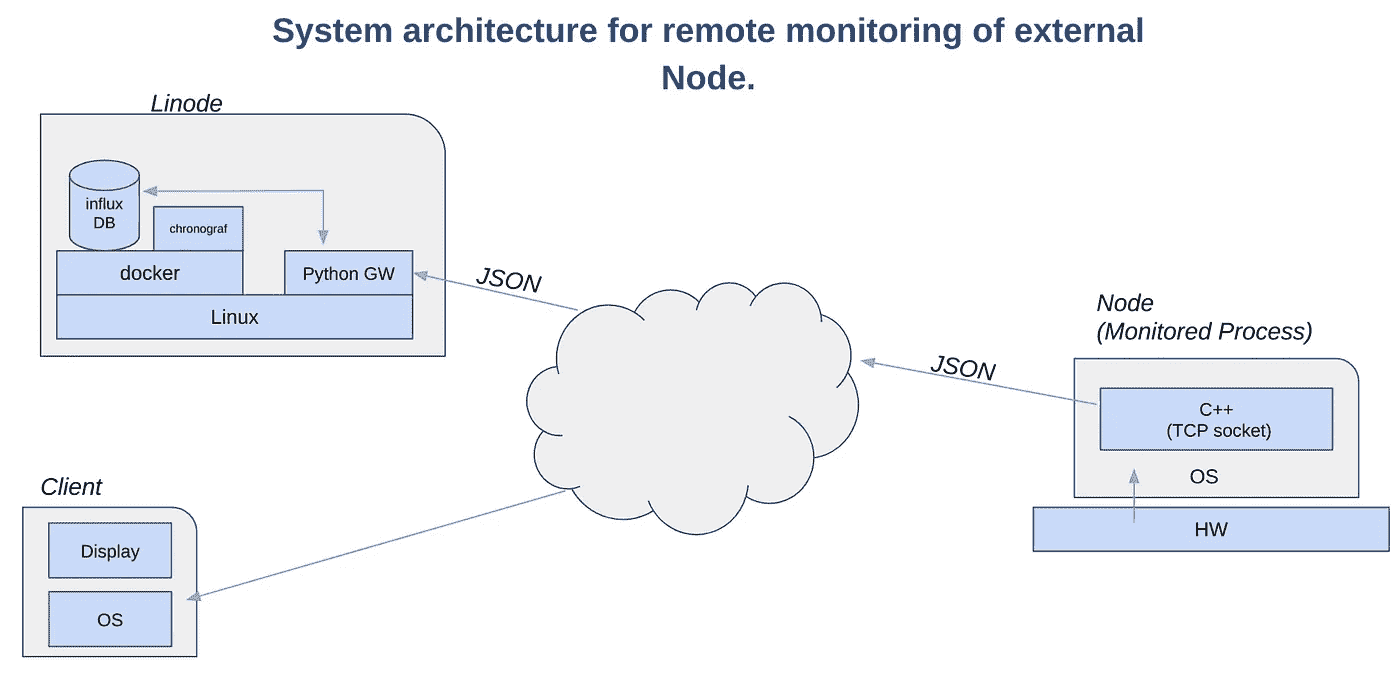 System architecture for remote monitoring of external
Node.
Linode
influx
DB
chronograf
docker
Python GW
Linux
JSON
JSON
Node
(Monitored Process)
C++
(TCP socket)
OS
HW
Client
Display
OS